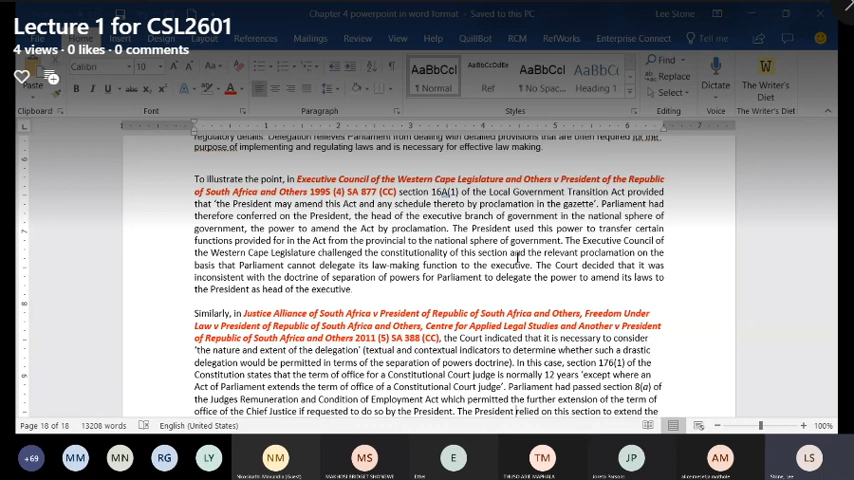 Lecture 1 for CSL2601
4 views · 0 likes · 0 comments
Chapter 4 powerpoint in word format - Saved to this PC
Lee Stone
File Home Insert Draw Design Layout References Mailings Review View Help QuillBot RCM RefWorks Enterprise Connect Tell me
Paste
Calibri 10
Find
Replace
Select
AaBbCcI AaBbCcI AaBbCcI AaBbCc
¶ Normal Ref ¶ No Spac... Heading 1
Dictate
The Writer's
Diet
Clipboard Font Paragraph Styles Editing Voice The Writer's Diet
regulatory details. Delegation relieves Parliament from dealing with detailed provisions that are often required for the
purpose of implementing and regulating laws and is necessary for effective law making.
To illustrate the point, in Executive Council of the Western Cape Legislature and Others v President of the Republic
of South Africa and Others 1995 (4) SA 877 (CC) section 16A(1) of the Local Government Transition Act provided
that 'the President may amend this Act and any schedule thereto by proclamation in the gazette'. Parliament had
therefore conferred on the President, the head of the executive branch of government in the national sphere of
government, the power to amend the Act by proclamation. The President used this power to transfer certain
functions provided for in the Act from the provincial to the national sphere of government. The Executive Council of
the Western Cape Legislature challenged the constitutionality of this section and the relevant proclamation on the
basis that Parliament cannot delegate its law-making function to the executive. The Court decided that it was
inconsistent with the doctrine of separation of powers for Parliament to delegate the power to amend its laws to
the President as head of the executive.
Similarly, in Justice Alliance of South Africa v President of Republic of South Africa and Others, Freedom Under
Law v President of Republic of South Africa and Others, Centre for Applied Legal Studies and Another v President
of Republic of South Africa and Others 2011 (5) SA 388 (CC), the Court indicated that it is necessary to consider
'the nature and extent of the delegation' (textual and contextual indicators to determine whether such a drastic
delegation would be permitted in terms of the separation of powers doctrine). In this case, section 176(1) of the
Constitution states that the term of office for a Constitutional Court judge is normally 12 years 'except where an
Act of Parliament extends the term of office of a Constitutional Court judge'. Parliament had passed section 8(a) of
the Judges Remuneration and Condition of Employment Act which permitted the further extension of the term of
office of the Chief Justice if requested to do so by the President. The President relied on this section to extend the
Page 18 of 18 13208 words English (United States) 100%
+69 MM MN RG LY NM MS E TM JP AM LS
MAKHOSI BRIDGET SHONGWE Ethel THUSO ABIE MAPHALA Joreta Parsons Stone, Lee